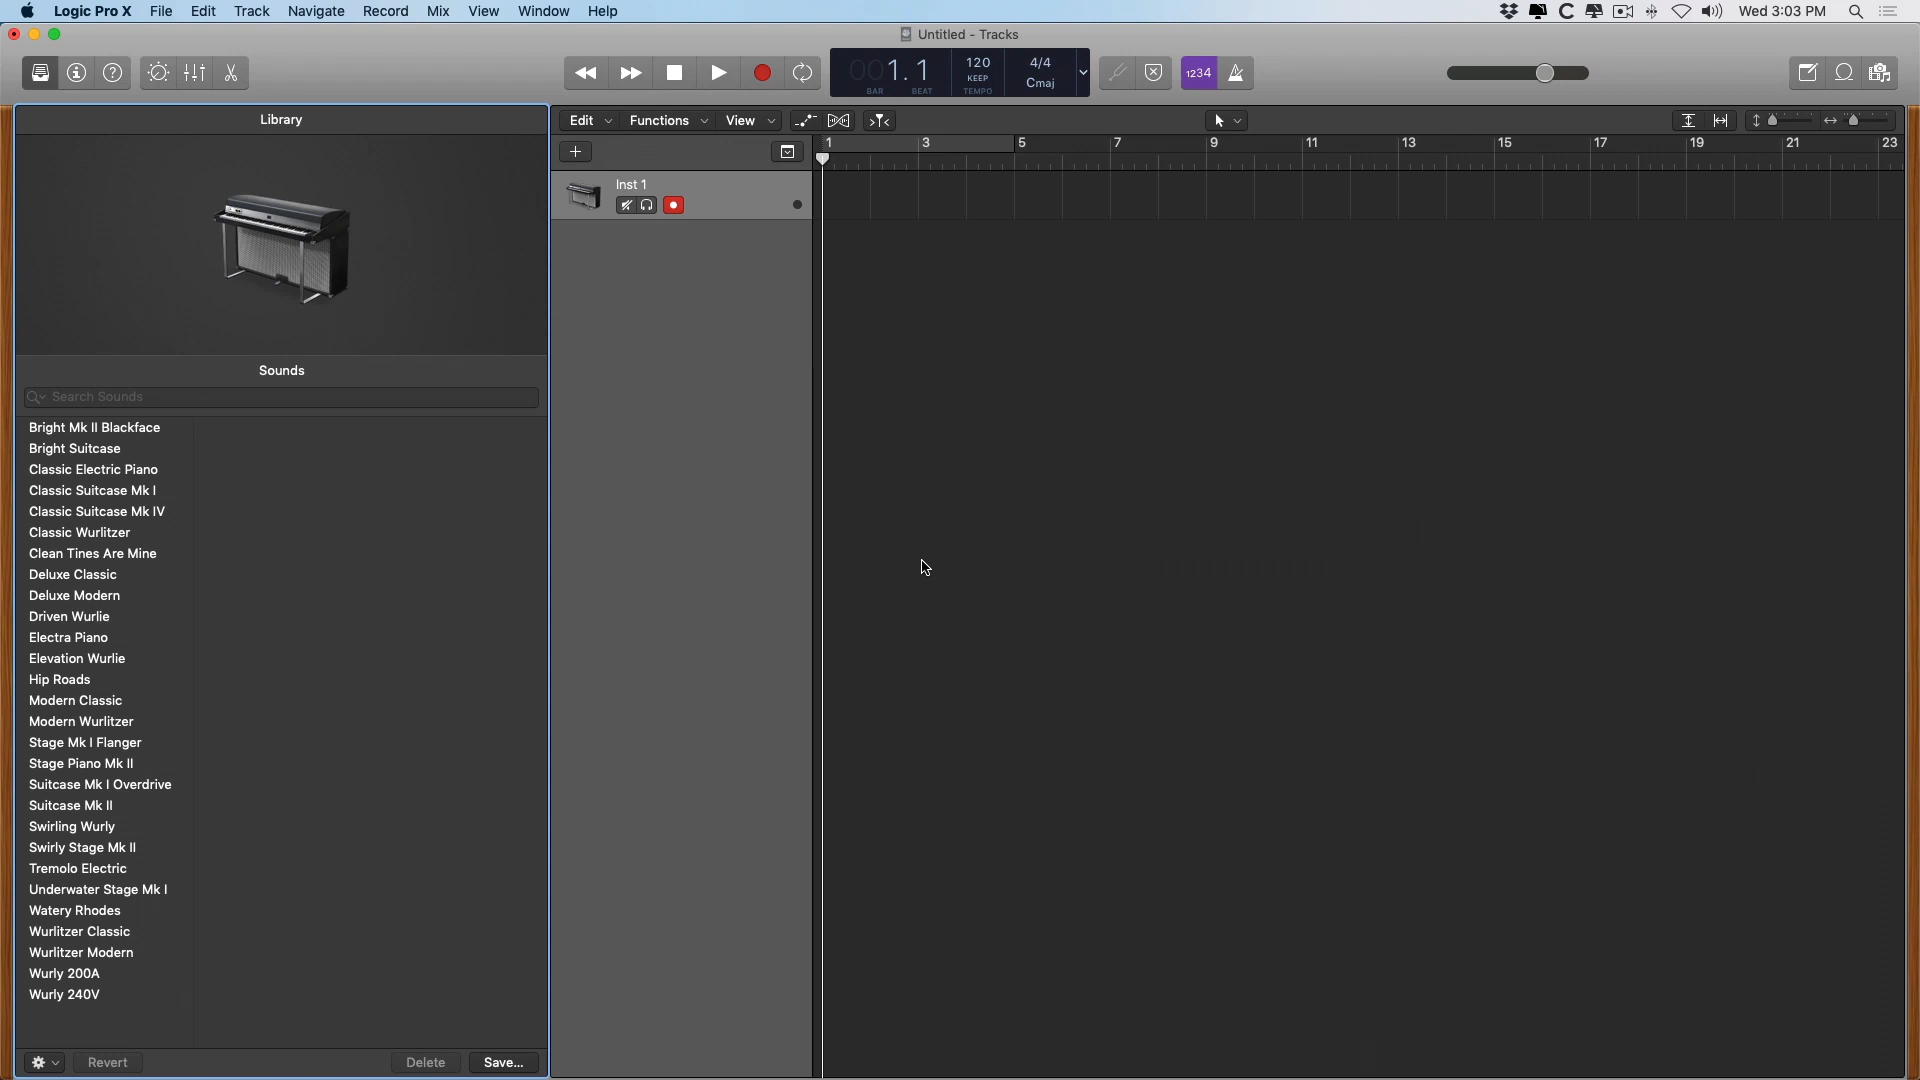 Logic Pro X File Edit Track Navigate Record Mix View Window Help Wed 3:03 PM
Untitled - Tracks
001.1 120 4/4
KEEP Cmaj 1234
BAR BEAT TEMPO
Library Edit Functions View
1 3 5 7 9 11 13 15 17 19 21 23
Inst 1
Sounds
Search Sounds
Bright Mk II Blackface
Bright Suitcase
Classic Electric Piano
Classic Suitcase Mk I
Classic Suitcase Mk IV
Classic Wurlitzer
Clean Tines Are Mine
Deluxe Classic
Deluxe Modern
Driven Wurlie
Electra Piano
Elevation Wurlie
Hip Roads
Modern Classic
Modern Wurlitzer
Stage Mk I Flanger
Stage Piano Mk II
Suitcase Mk I Overdrive
Suitcase Mk II
Swirling Wurly
Swirly Stage Mk II
Tremolo Electric
Underwater Stage Mk I
Watery Rhodes
Wurlitzer Classic
Wurlitzer Modern
Wurly 200A
Wurly 240V
Revert Delete Save...